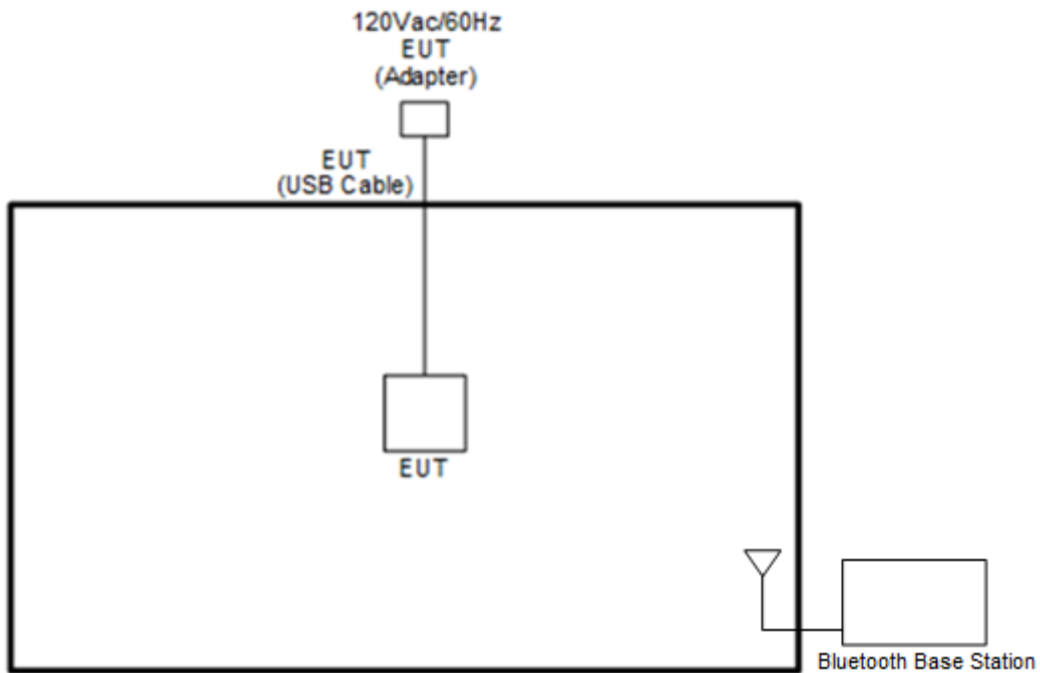 120Vac/60Hz
EUT
(Adapter)
EUT
(USB Cable)
EUT
Bluetooth Base Station